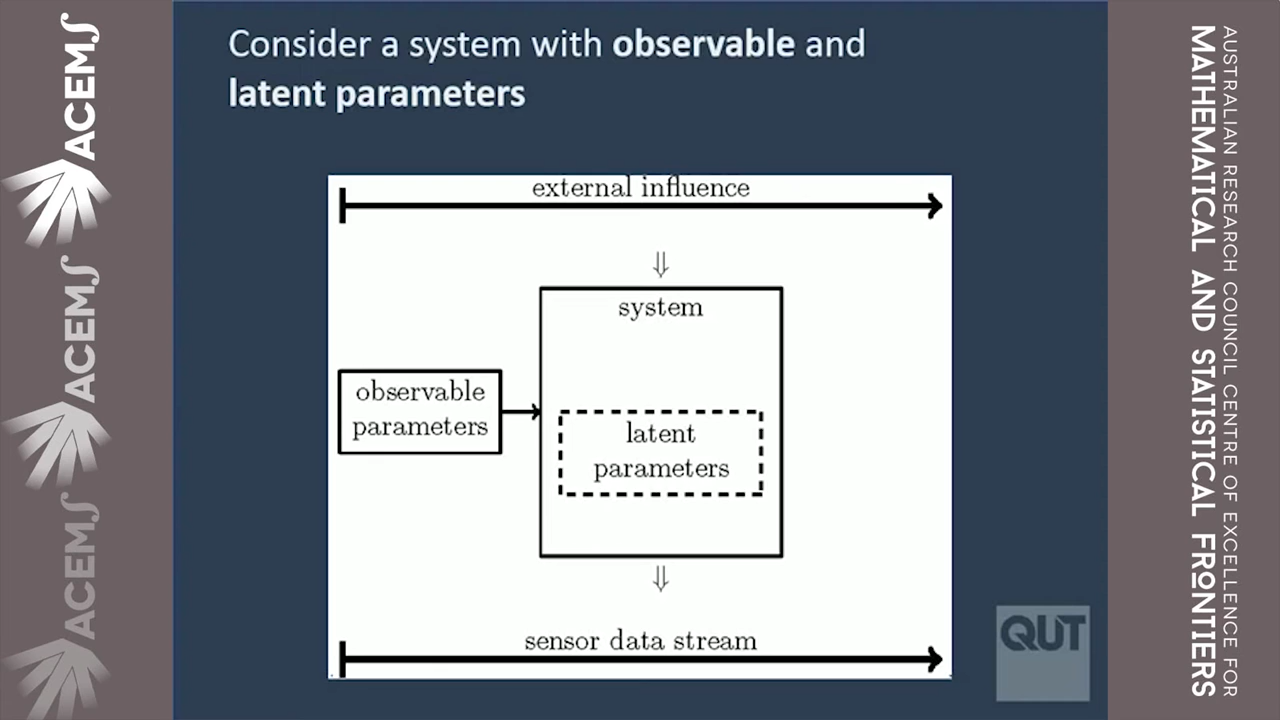 Consider a system with observable and
latent parameters
external influence
⇓
system
observable
parameters
latent
parameters
⇓
sensor data stream
QUT
ACEMS
ACEMS
ACEMS
AUSTRALIAN RESEARCH COUNCIL CENTRE OF EXCELLENCE FOR
MATHEMATICAL AND STATISTICAL FRONTIERS